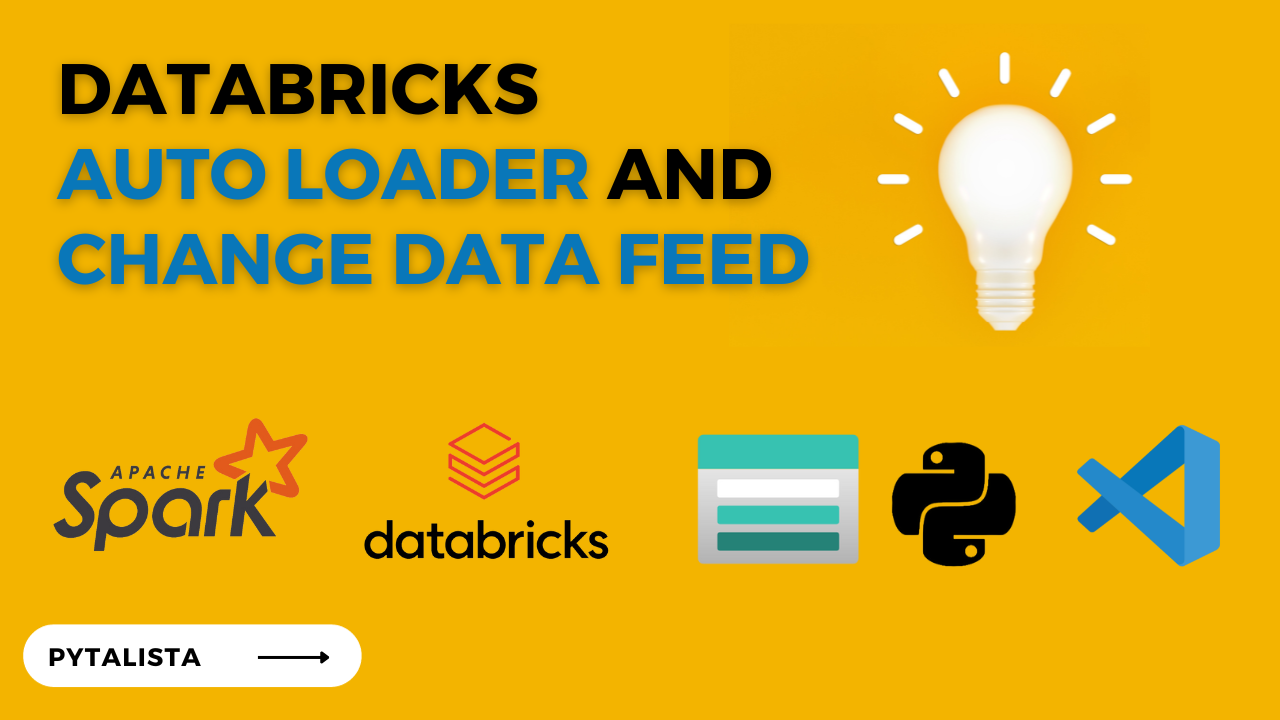 DATABRICKS
AUTO LOADER AND
CHANGE DATA FEED
APACHE
Spark
databricks
PYTALISTA